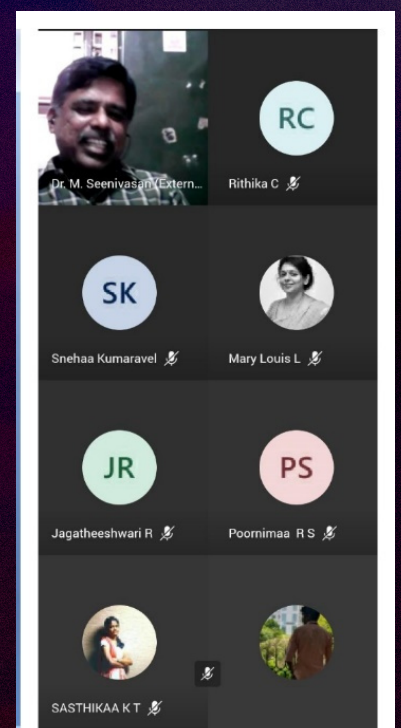 RC
Dr. M. Seenivasan (Extern...
Rithika C
SK
Snehaa Kumaravel
Mary Louis L
JR
PS
Jagatheeshwari R
Poornimaa R S
SASTHIKAA K T